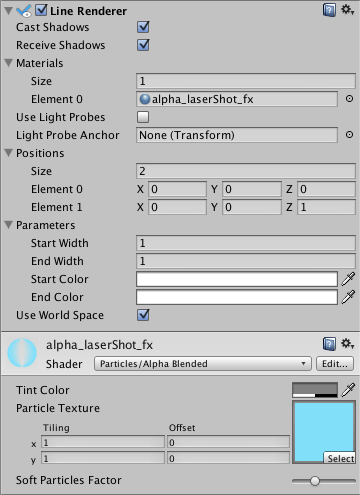 Line Renderer
Cast Shadows
Receive Shadows
Materials
Size 1
Element 0 alpha_laserShot_fx
Use Light Probes
Light Probe Anchor None (Transform)
Positions
Size 2
Element 0 X 0 Y 0 Z 0
Element 1 X 0 Y 0 Z 1
Parameters
Start Width 1
End Width 1
Start Color
End Color
Use World Space
alpha_laserShot_fx
Shader Particles/Alpha Blended Edit...
Tint Color
Particle Texture
Tiling Offset
x 1 0
y 1 0
Select
Soft Particles Factor